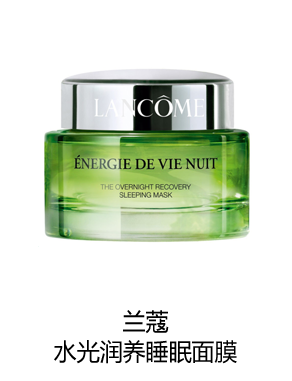 LANCÔME
ÉNERGIE DE VIE NUIT
THE OVERNIGHT RECOVERY
SLEEPING MASK
兰蔻
水光润养睡眠面膜